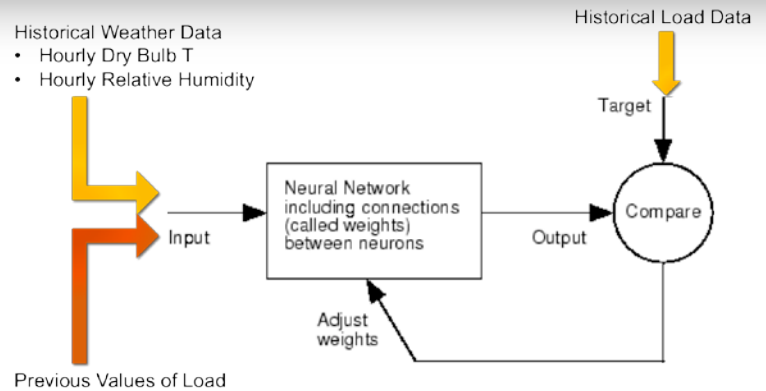 Historical Weather Data
• Hourly Dry Bulb T
• Hourly Relative Humidity
Historical Load Data
Target
Neural Network
including connections
(called weights)
between neurons
Compare
Input
Output
Adjust
weights
Previous Values of Load